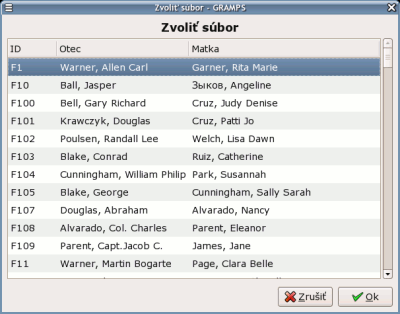 Zvoliť súbor - GRAMPS
Zvoliť súbor
ID Otec Matka
F1 Warner, Allen Carl Garner, Rita Marie
F10 Ball, Jasper Зыков, Angeline
F100 Bell, Gary Richard Cruz, Judy Denise
F101 Krawczyk, Douglas Cruz, Patti Jo
F102 Poulsen, Randall Lee Welch, Lisa Dawn
F103 Blake, Conrad Ruiz, Catherine
F104 Cunningham, William Philip Park, Susannah
F105 Blake, George Cunningham, Sally Sarah
F107 Douglas, Abraham Alvarado, Nancy
F108 Alvarado, Col. Charles Parent, Eleanor
F109 Parent, Capt.Jacob C. James, Jane
F11 Warner, Martin Bogarte Page, Clara Belle
Zrušiť Ok